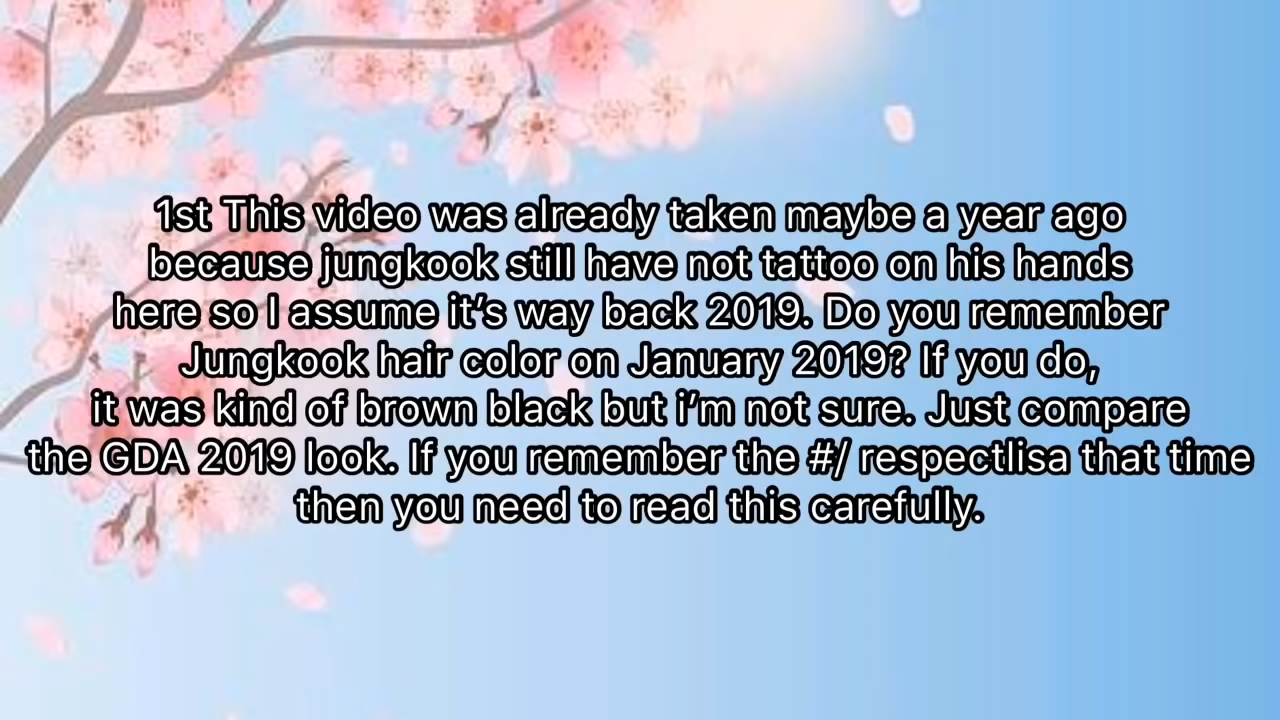 1st This video was already taken maybe a year ago
because jungkook still have not tattoo on his hands
here so I assume it’s way back 2019. Do you remember
Jungkook hair color on January 2019? If you do,
it was kind of brown black but i’m not sure. Just compare
the GDA 2019 look. If you remember the #/ respectlisa that time
then you need to read this carefully.